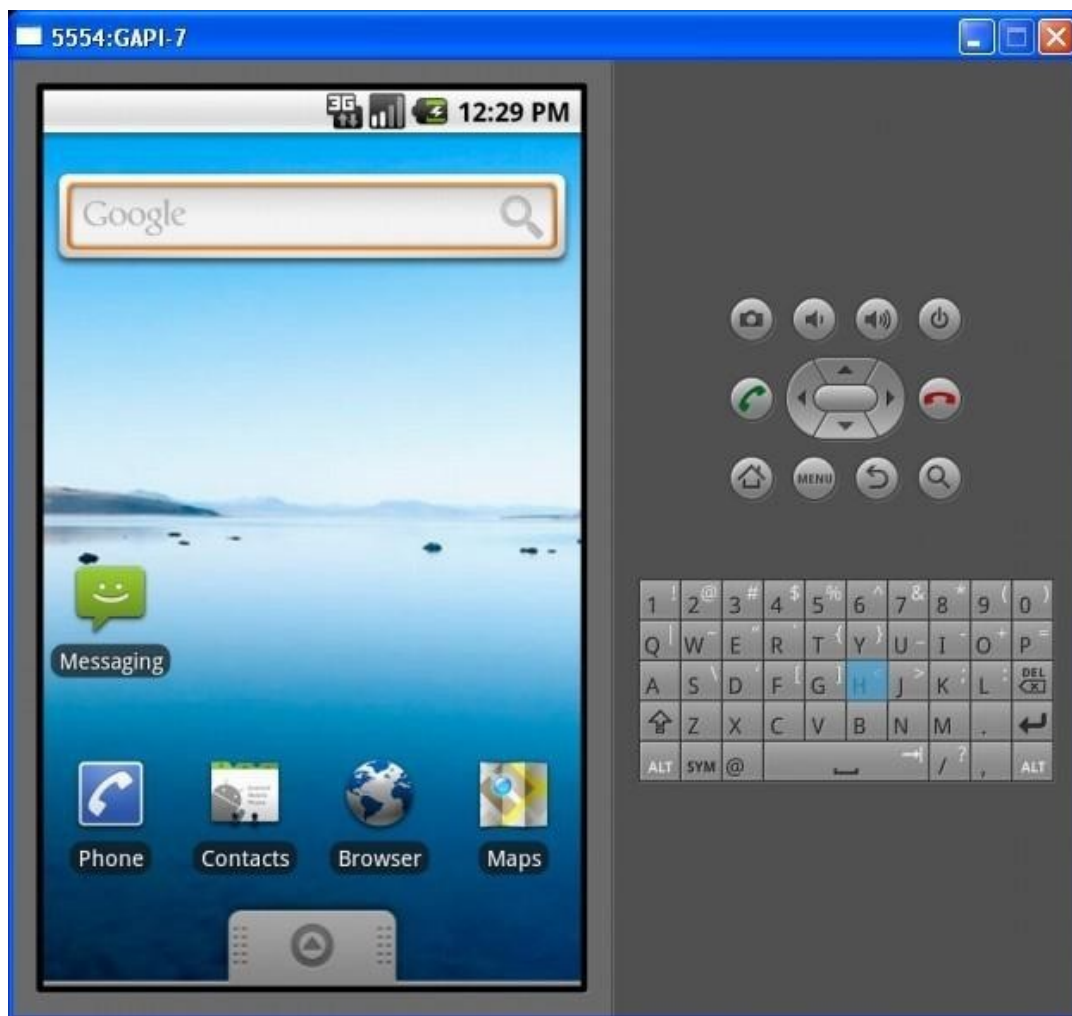 5554:GAPI-7
3G 12:29 PM
Google
Messaging
Phone Contacts Browser Maps
MENU
1 ! 2 @ 3 # 4 $ 5 % 6 ^ 7 & 8 * 9 ( 0 )
Q | W ~ E " R ` T { Y } U _ I - O + P =
A S \ D ' F [ G ] H < J > K ; L : DEL
Z X C V B N M .
ALT SYM @ / ? , ALT